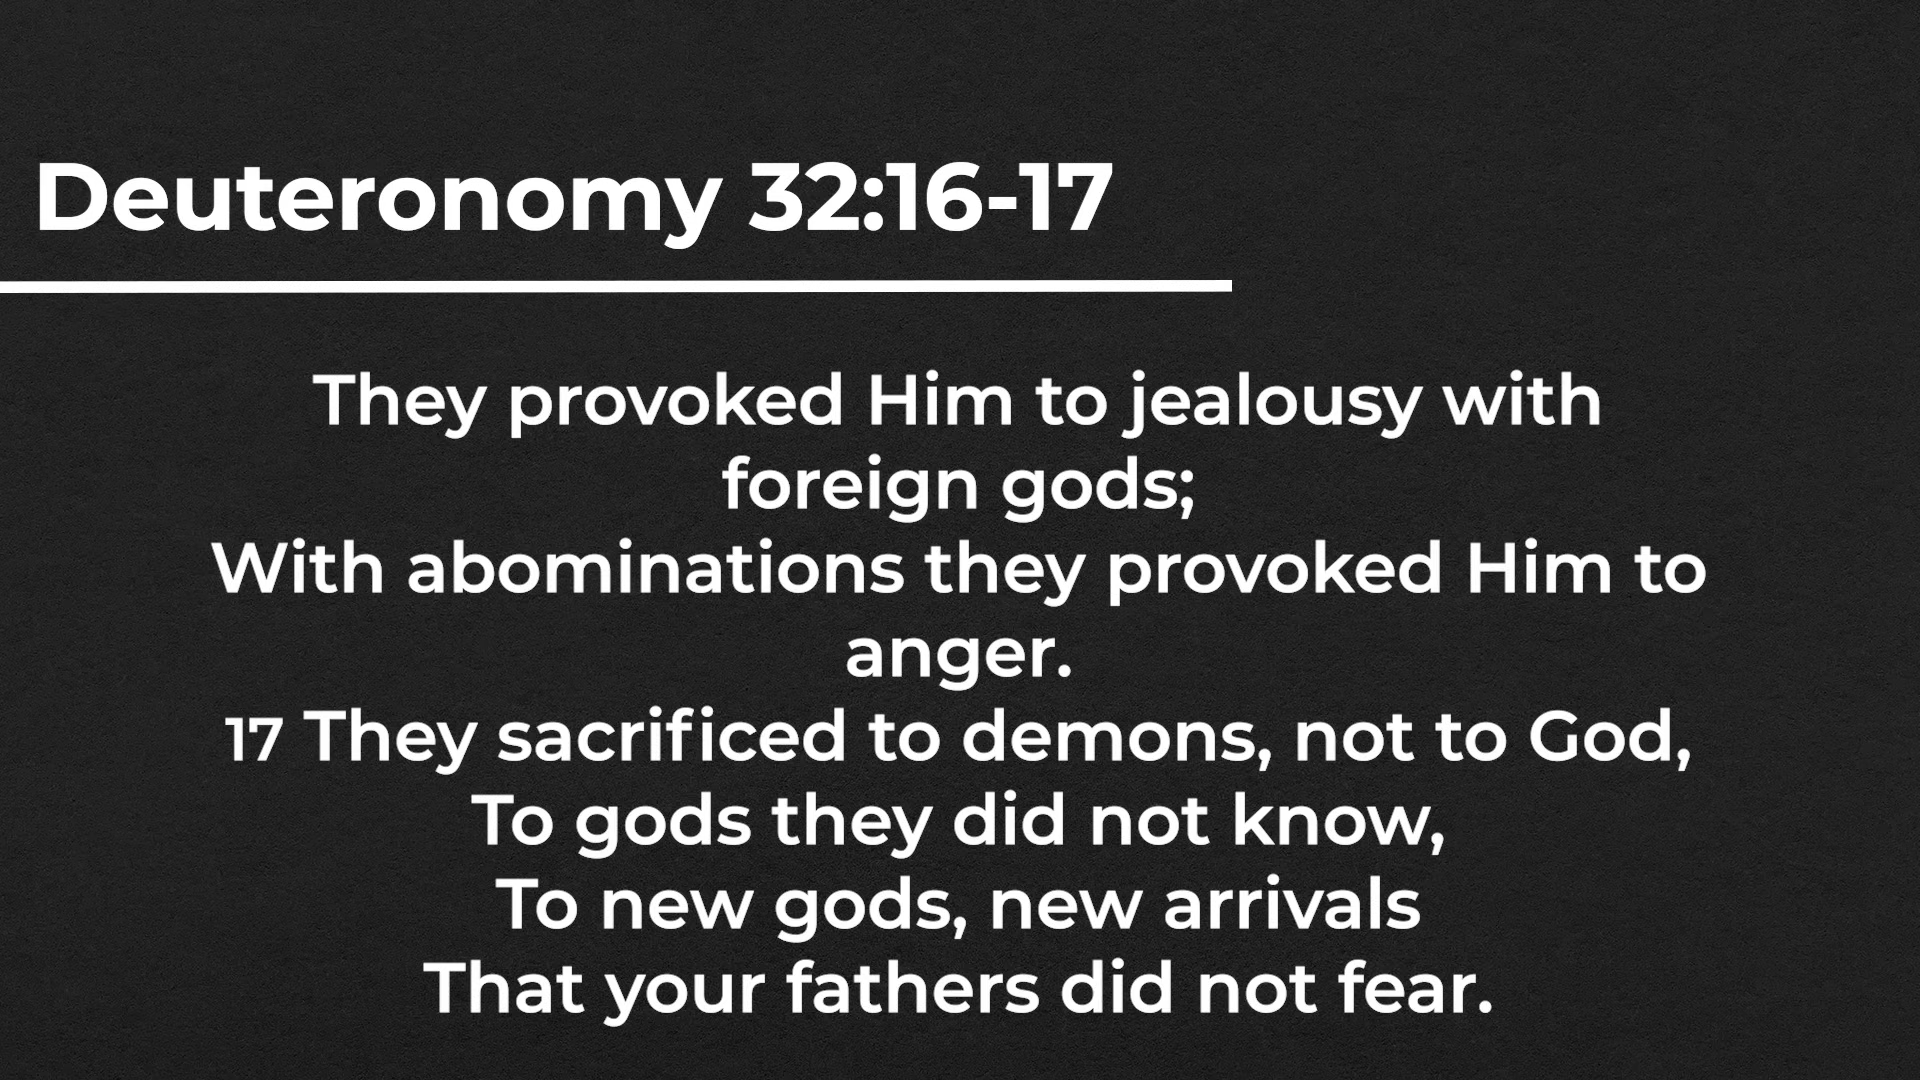 Deuteronomy 32:16-17
They provoked Him to jealousy with
foreign gods;
With abominations they provoked Him to
anger.
17 They sacrificed to demons, not to God,
To gods they did not know,
To new gods, new arrivals
That your fathers did not fear.